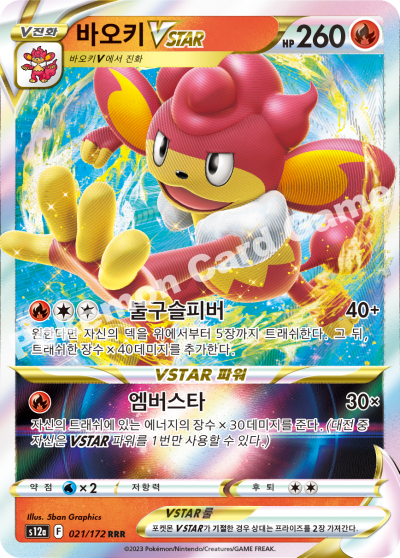 V진화 바오키 VSTAR HP 260
바오키V에서 진화
Pokémon Card Game
불구슬피버 40+
원한다면 자신의 덱을 위에서부터 5장까지 트래쉬한다. 그 뒤,
트래쉬한 장수×40데미지를 추가한다.
VSTAR 파워
엠버스타 30×
자신의 트래쉬에 있는 에너지의 장수×30데미지를 준다. (대전 중
자신은 VSTAR 파워를 1번만 사용할 수 있다.)
약점 ×2 저항력 후퇴
Illus. 5ban Graphics
VSTAR 룰
s12a F 021/172 RRR
포켓몬 VSTAR가 기절한 경우 상대는 프라이즈를 2장 가져간다.
©2023 Pokémon/Nintendo/Creatures/GAME FREAK.